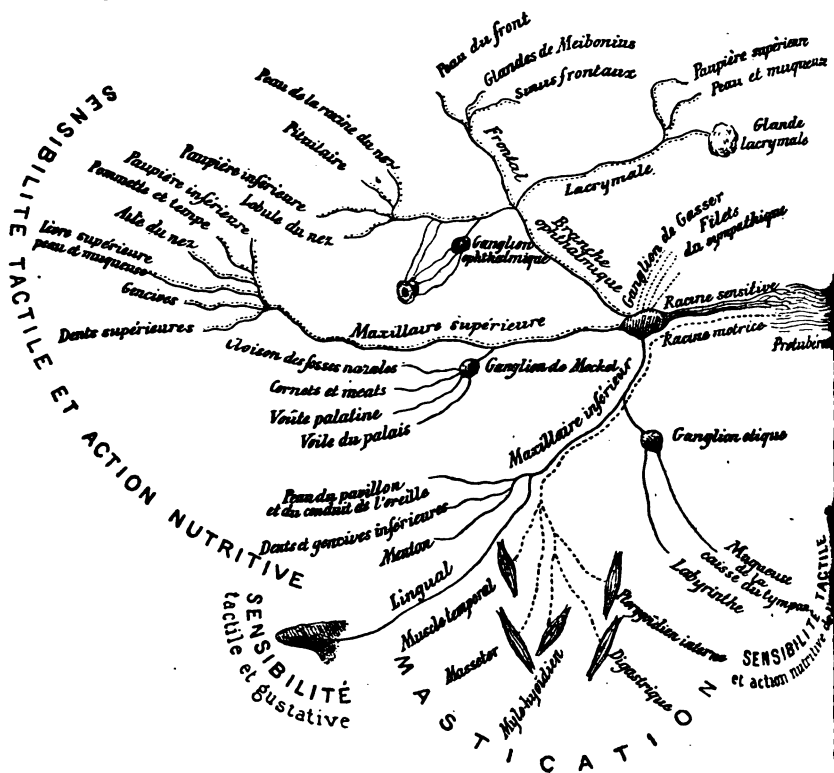 Peau du front
Glandes de Meibonius
sinus frontaux
Paupière supérieure
Peau et muqueux
Glande
lacrymale
Frontal
Lacrymale
Peau de la racine du nez
Pituitaire
Paupière inférieure
Lobule du nez
Paupière inférieure
Pommette et tempe
Aile du nez
Lèvre supérieure
peau et muqueuse
Gencives
Dents supérieures
Ganglion
ophthalmique
Branche
ophthalmique
Ganglion de Gasser
Filets
du sympathique
Racine sensitive
Racine motrice
Protubéra
Maxillaire supérieure
Cloison des fosses nazales
Cornets et meats
Voûte palatine
Voile du palais
Ganglion de Meckel
Maxillaire inférieur
Ganglion otique
Peau du pavillon
et du conduit de l'oreille
Dents et gencives inférieures
Menton
Lingual
Muscle temporal
Masseter
Mylo-hyoïdien
Digastrique
Pterygoïdien interne
Labyrinthe
Muqueuse
de la
caisse du tympan
SENSIBILITE TACTILE ET ACTION NUTRITIVE
SENSIBILITÉ
tactile et gustative
MASTICATION
SENSIBILITÉ TACTILE
et action nutritive